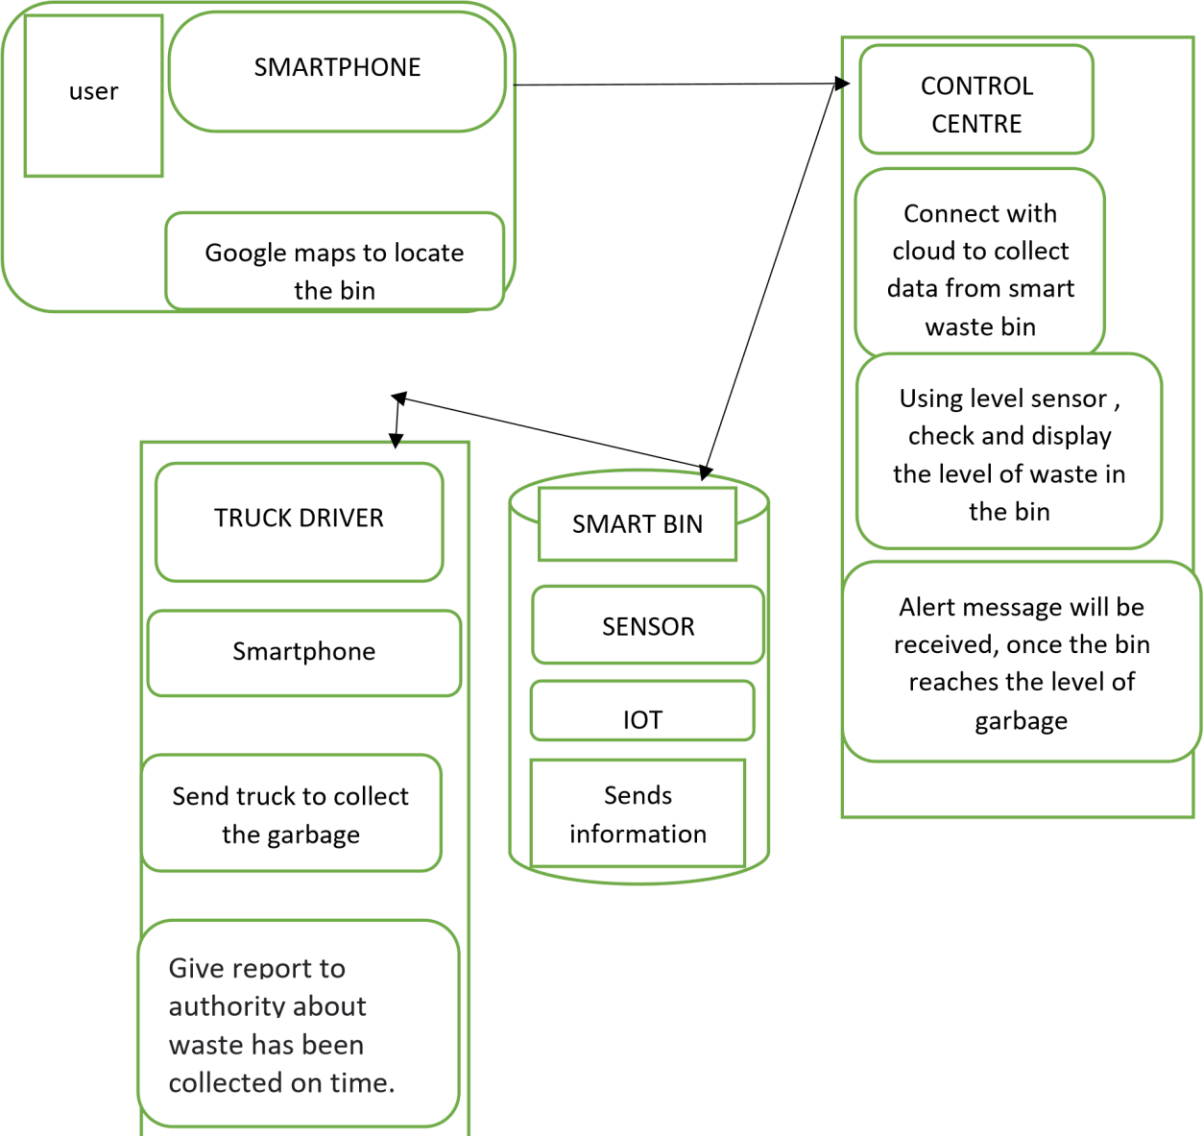 user
SMARTPHONE
Google maps to locate
the bin
CONTROL
CENTRE
Connect with
cloud to collect
data from smart
waste bin
Using level sensor ,
check and display
the level of waste in
the bin
Alert message will be
received, once the bin
reaches the level of
garbage
TRUCK DRIVER
Smartphone
Send truck to collect
the garbage
Give report to
authority about
waste has been
collected on time.
SMART BIN
SENSOR
IOT
Sends
information